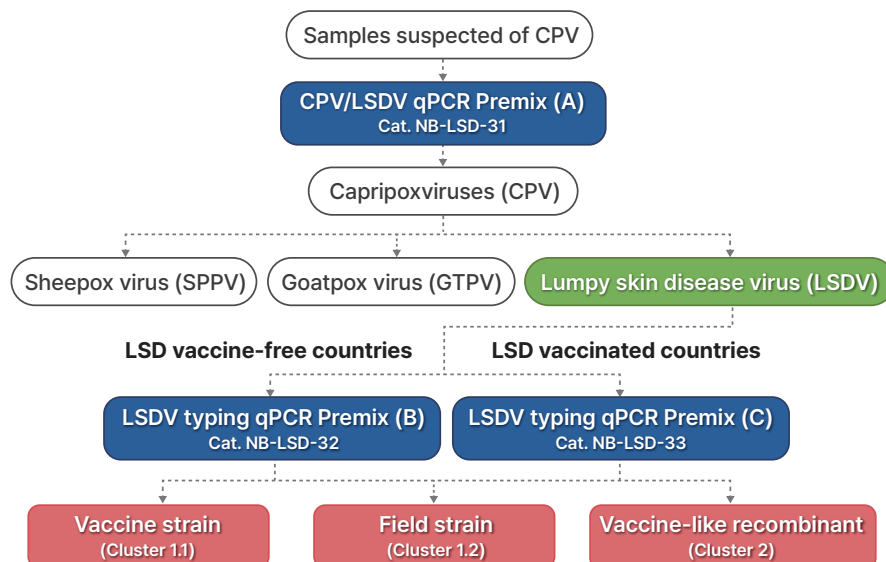 Samples suspected of CPV
CPV/LSDV qPCR Premix (A)
Cat. NB-LSD-31
Capripoxviruses (CPV)
Sheepox virus (SPPV)
Goatpox virus (GTPV)
Lumpy skin disease virus (LSDV)
LSD vaccine-free countries
LSD vaccinated countries
LSDV typing qPCR Premix (B)
Cat. NB-LSD-32
LSDV typing qPCR Premix (C)
Cat. NB-LSD-33
Vaccine strain
(Cluster 1.1)
Field strain
(Cluster 1.2)
Vaccine-like recombinant
(Cluster 2)